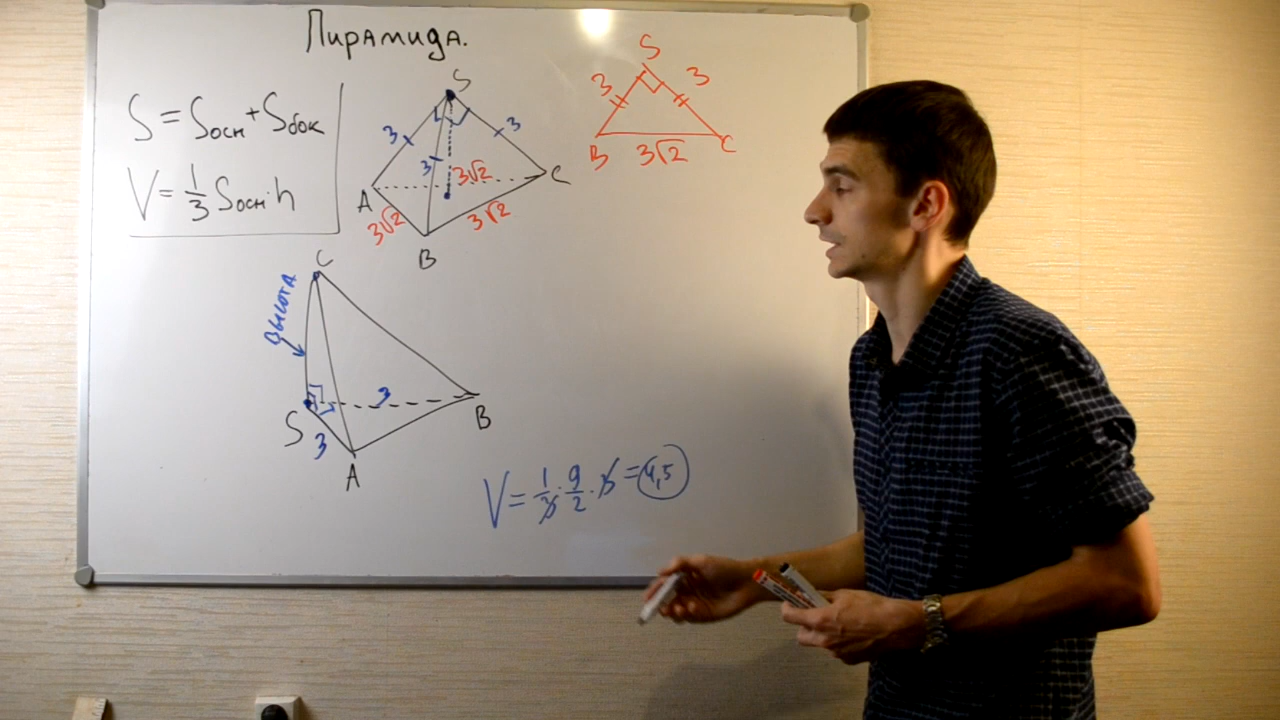 Пирамида.
S = Sосн + Sбок
V = 1/3 Sосн · h
S
3
3
3
3√2
A
C
3√2
3√2
B
S
3
3
B
3√2
C
C
высота
3
S
3
A
B
V = 1/3 · 9/2 · 3 = 4,5